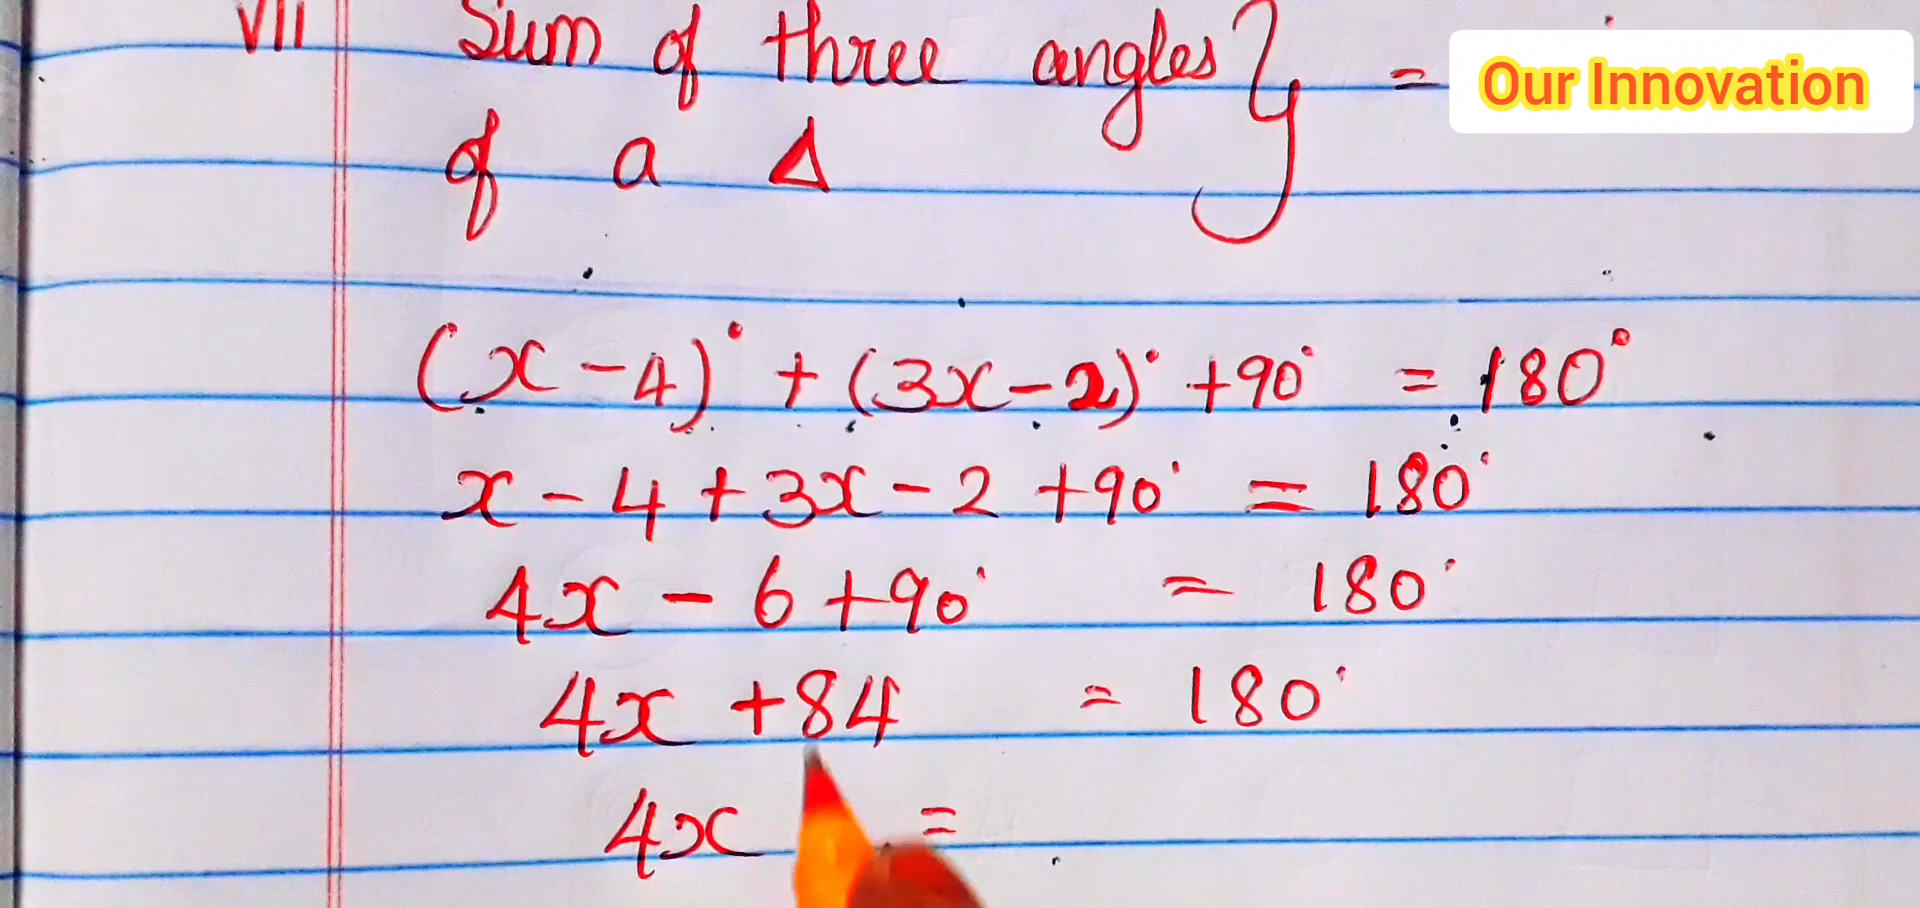 VII Sum of three angles } = Our Innovation
of a Δ
(x - 4)° + (3x - 2)° + 90° = 180°
x - 4 + 3x - 2 + 90° = 180°
4x - 6 + 90° = 180°
4x + 84 = 180°
4x =